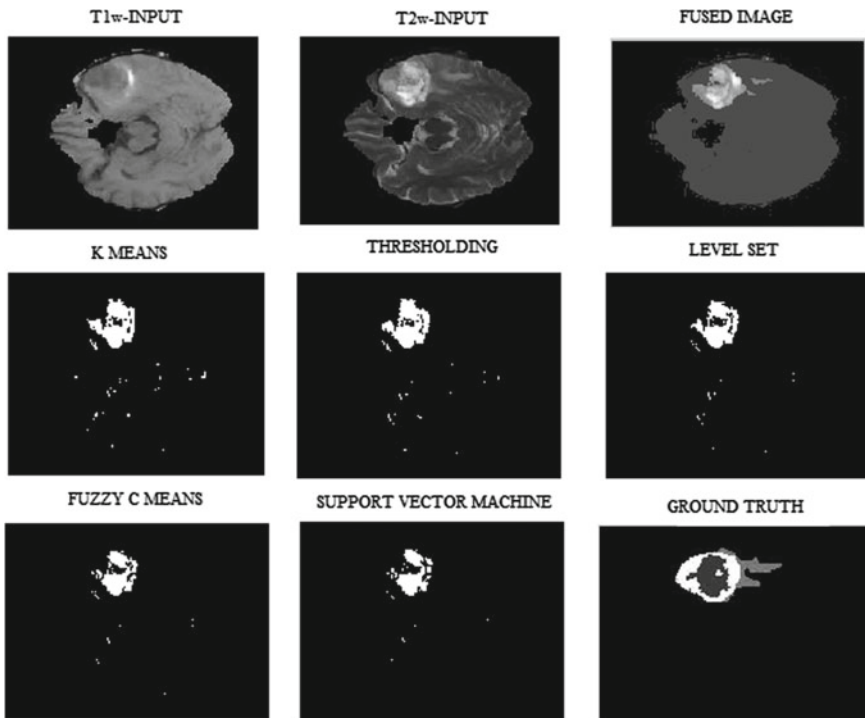 T1w-INPUT
T2w-INPUT
FUSED IMAGE
K MEANS
THRESHOLDING
LEVEL SET
FUZZY C MEANS
SUPPORT VECTOR MACHINE
GROUND TRUTH